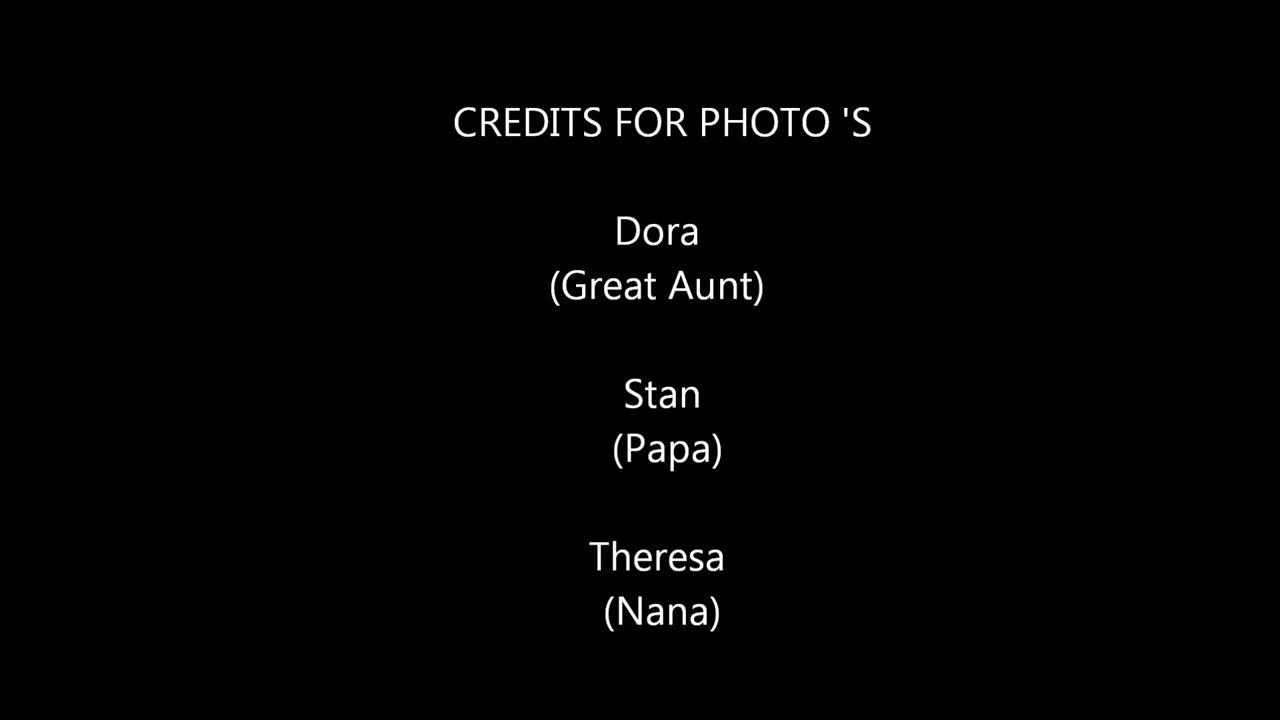 CREDITS FOR PHOTO 'S
Dora
(Great Aunt)
Stan
(Papa)
Theresa
(Nana)